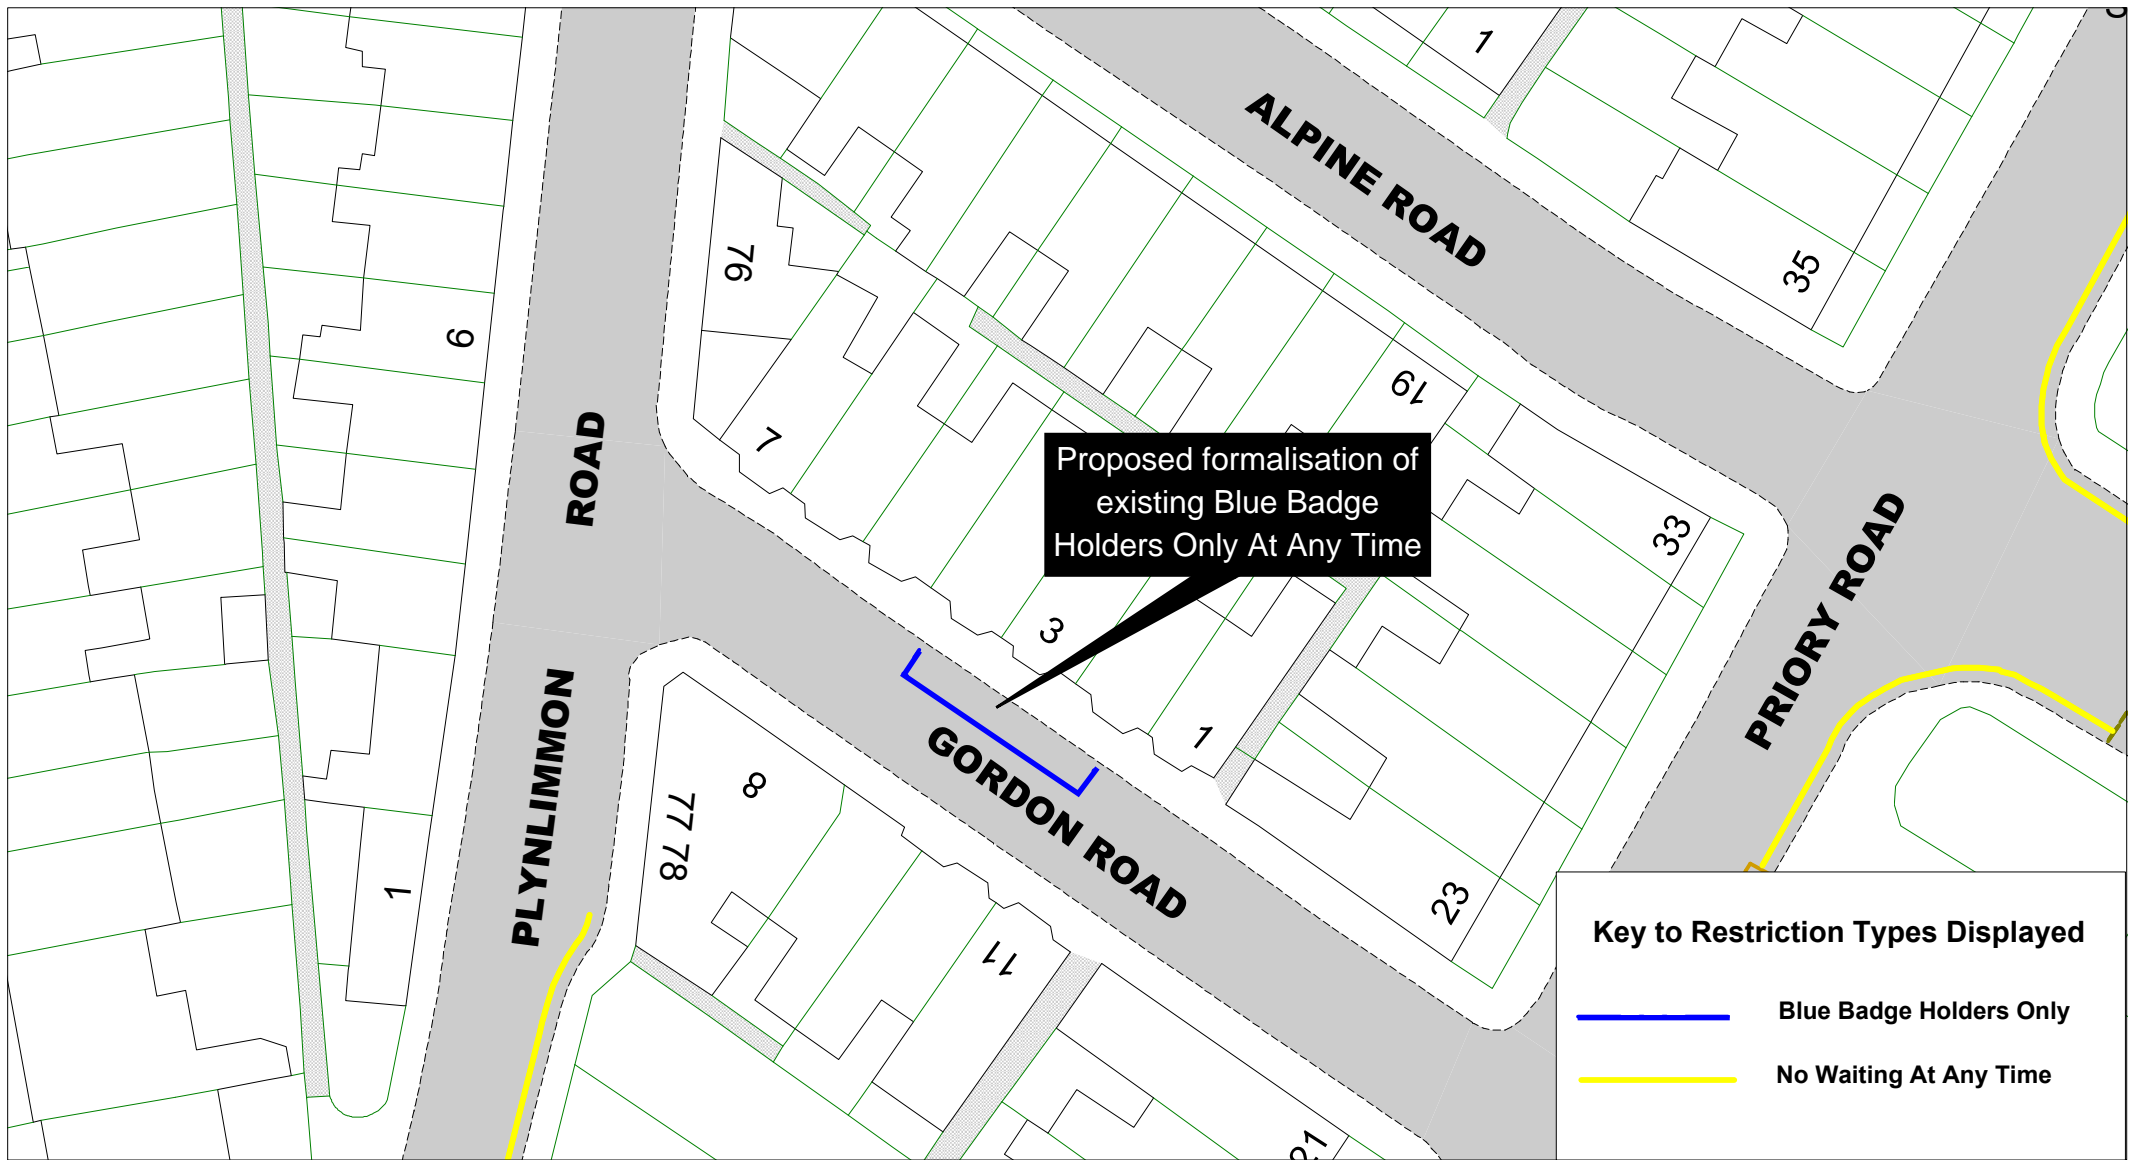 1
ALPINE ROAD
35
76
9
19
7
ROAD
Proposed formalisation of
existing Blue Badge
Holders Only At Any Time
33
PRIORY ROAD
3
1
PLYNLIMMON
GORDON ROAD
8
77 78
1
11
23
21
Key to Restriction Types Displayed
Blue Badge Holders Only
No Waiting At Any Time